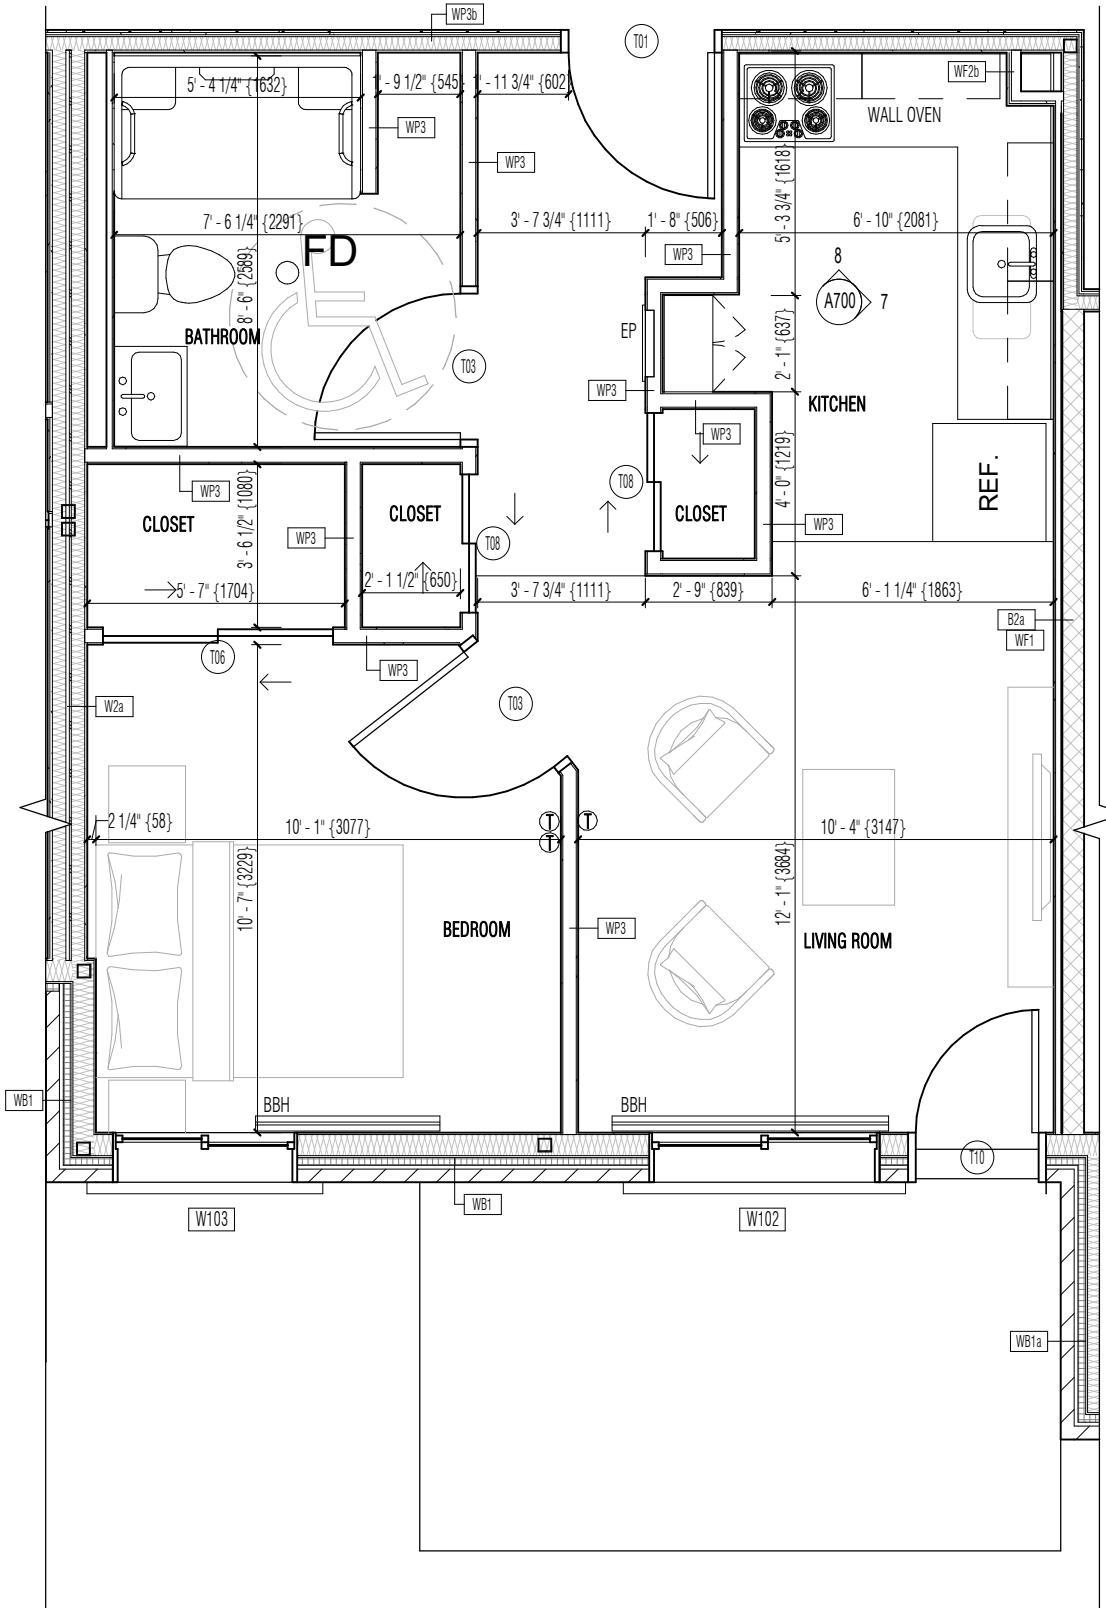 WP3b
T01
5' - 4 1/4" {1632}
' - 9 1/2" {545}
' - 11 3/4" {602}
WF2b
WALL OVEN
WP3
WP3
5' - 3 3/4" {1618}
7' - 6 1/4" {2291}
3' - 7 3/4" {1111}
1' - 8" {506}
6' - 10" {2081}
FD
WP3
8
A700
7
8' - 6" {2589}
BATHROOM
EP
T03
2' - 1" {637}
WP3
KITCHEN
WP3
4' - 0" {1219}
REF.
WP3
3' - 6 1/2" {1080}
T08
CLOSET
CLOSET
CLOSET
WP3
WP3
T08
5' - 7" {1704}
2' - 1 1/2" {650}
3' - 7 3/4" {1111}
2' - 9" {839}
6' - 1 1/4" {1863}
B2a
WF1
T06
WP3
W2a
T03
2 1/4" {58}
10' - 1" {3077}
T
T
T
10' - 4" {3147}
10' - 7" {3229}
12' - 1" {3684}
BEDROOM
WP3
LIVING ROOM
WB1
BBH
BBH
T10
W103
WB1
W102
WB1a